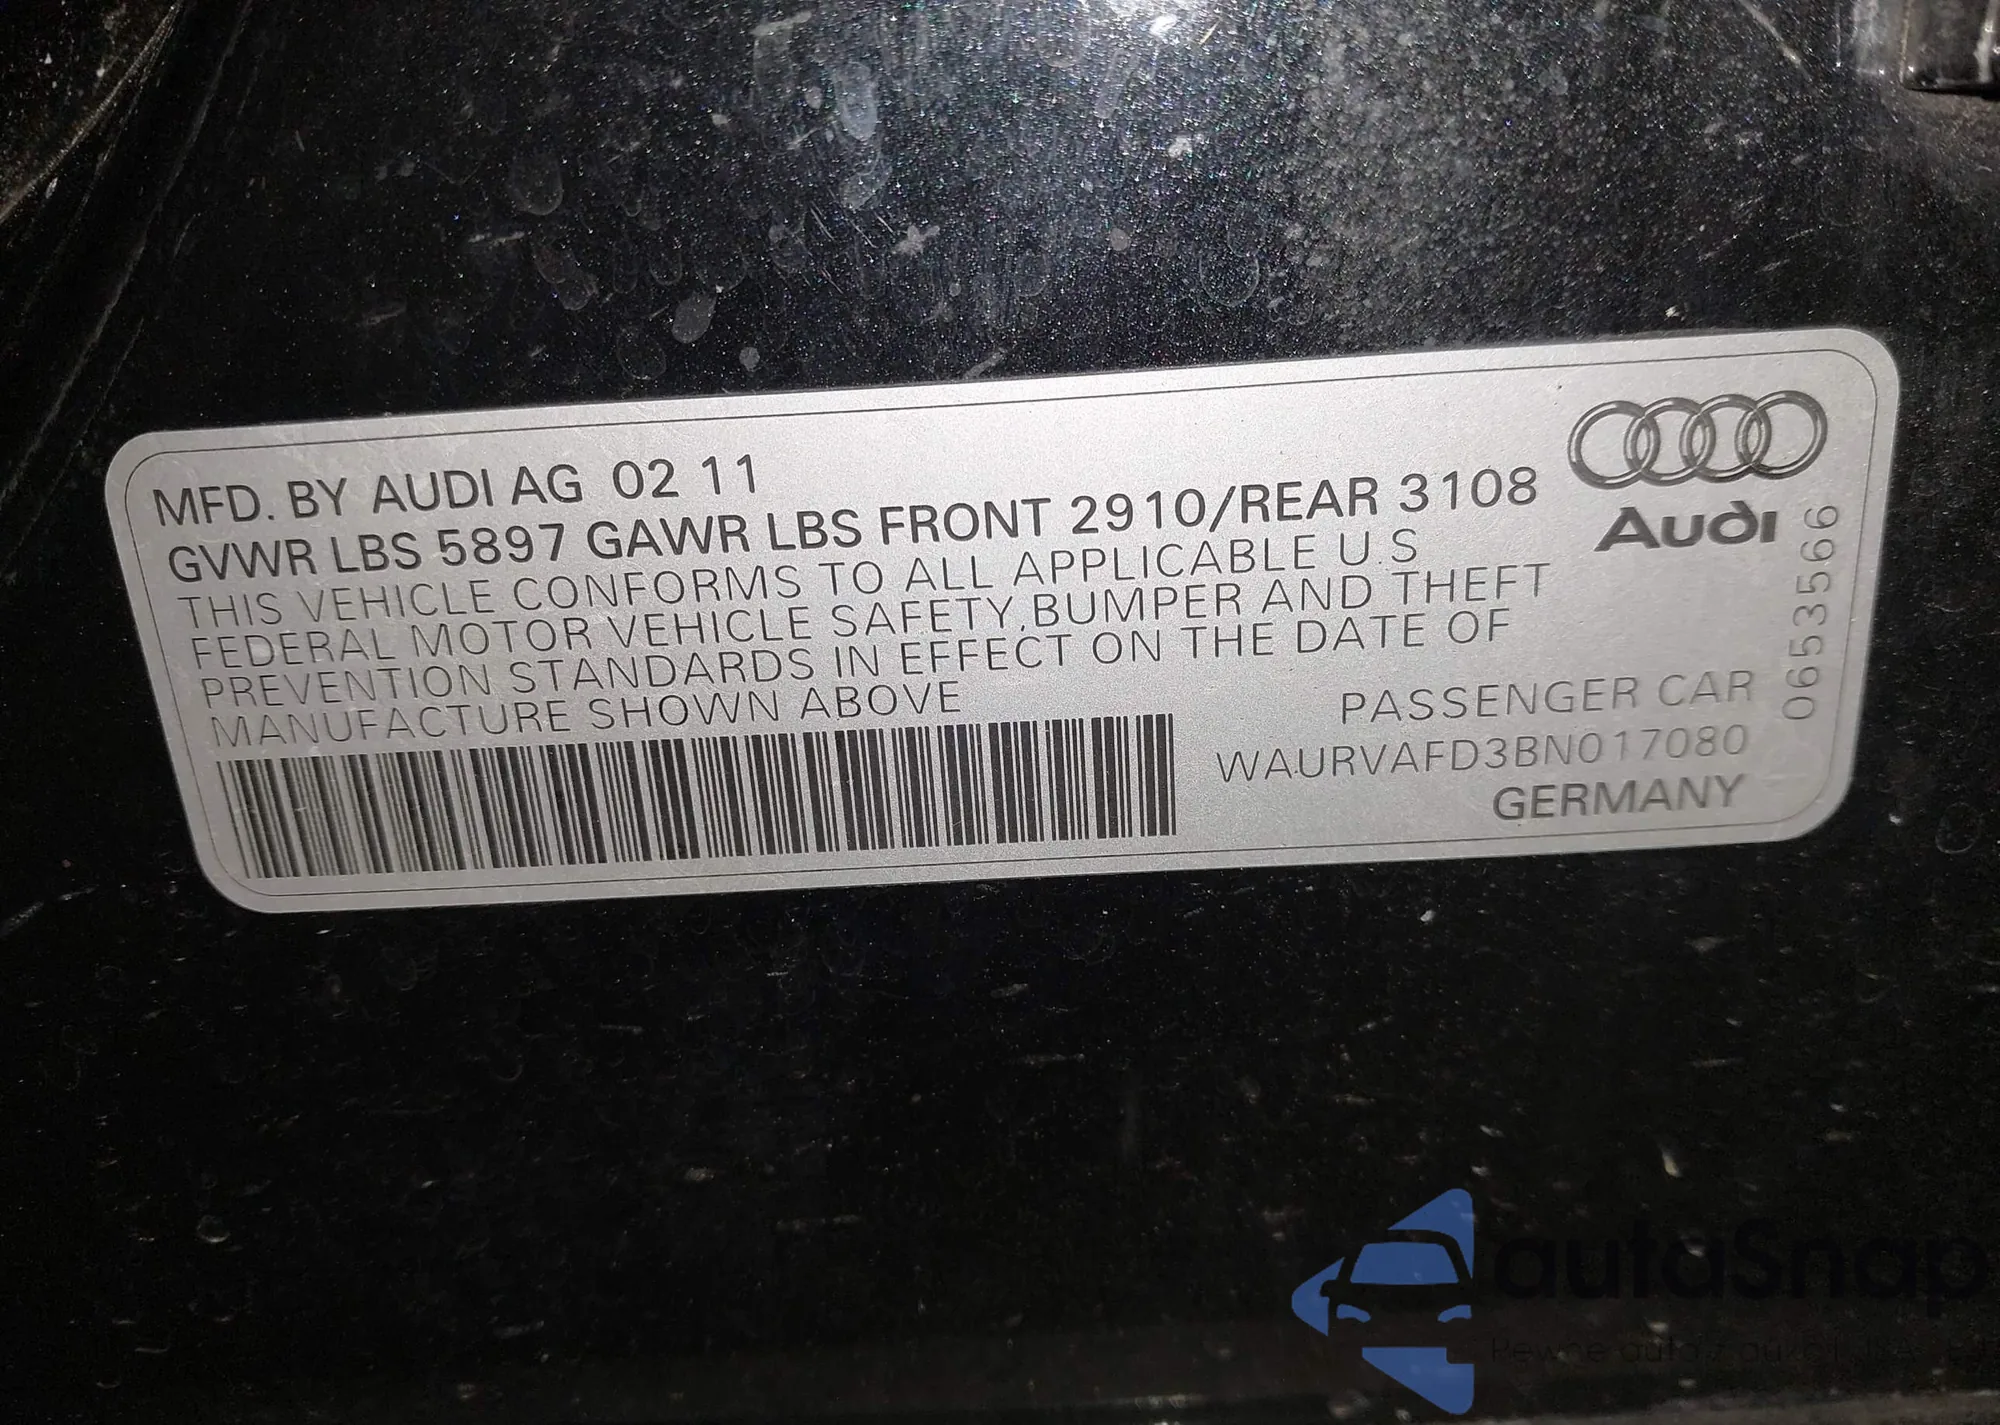 MFD. BY AUDI AG 02 11
GVWR LBS 5897 GAWR LBS FRONT 2910/REAR 3108
THIS VEHICLE CONFORMS TO ALL APPLICABLE U.S
FEDERAL MOTOR VEHICLE SAFETY,BUMPER AND THEFT
PREVENTION STANDARDS IN EFFECT ON THE DATE OF
MANUFACTURE SHOWN ABOVE
Audi
0653566
PASSENGER CAR
WAURVAFD3BN017080
GERMANY
autaSnap